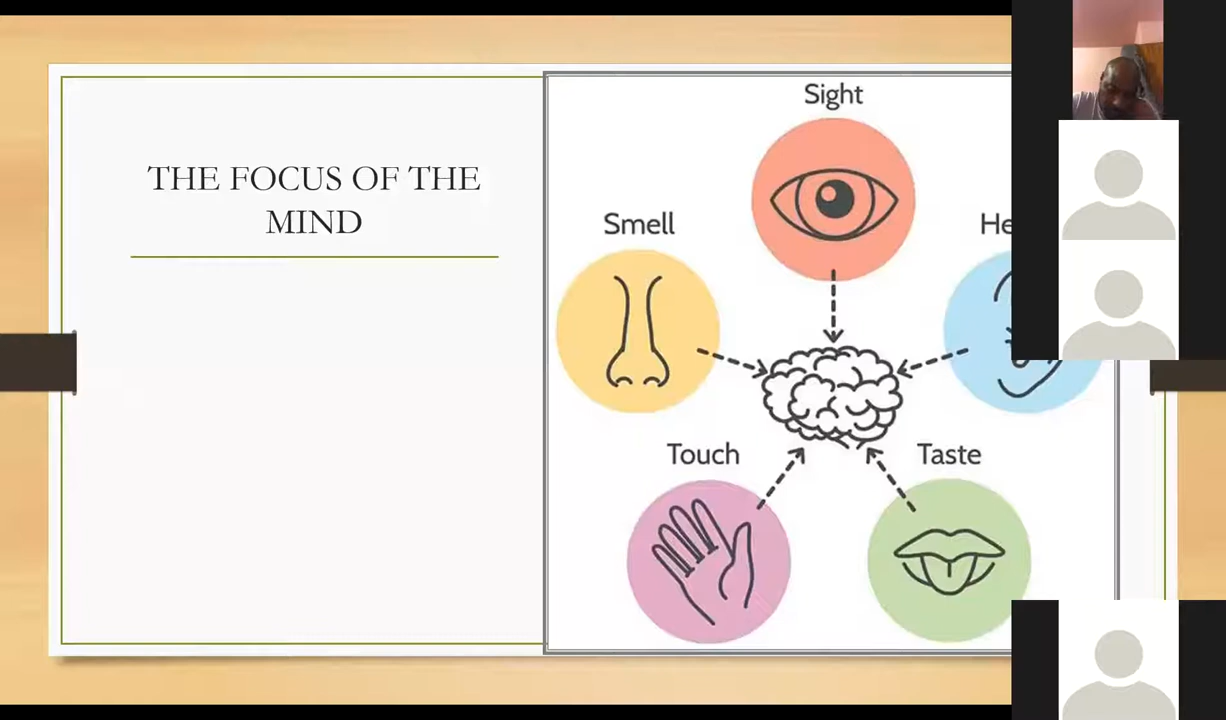 THE FOCUS OF THE
MIND
Sight
Smell
Touch
Taste